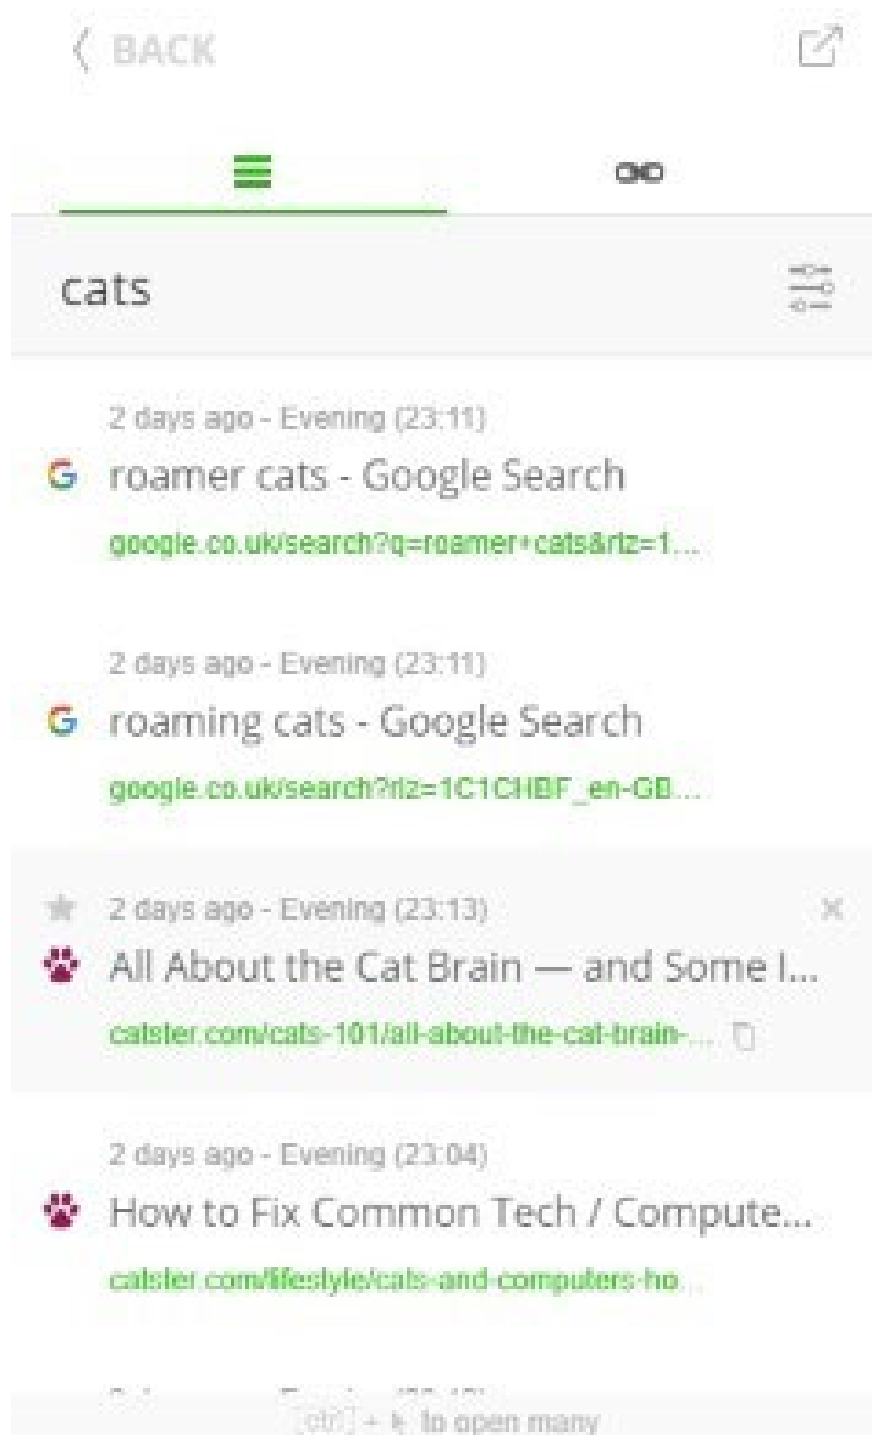 BACK
cats
2 days ago - Evening (23:11)
roamer cats - Google Search
google.co.uk/search?q=roamer+cats&rlz=1...
2 days ago - Evening (23:11)
roaming cats - Google Search
google.co.uk/search?rlz=1C1CHBF_en-GB...
2 days ago - Evening (23:13)
All About the Cat Brain — and Some I...
catster.com/cats-101/all-about-the-cat-brain-...
2 days ago - Evening (23:04)
How to Fix Common Tech / Compute...
catster.com/lifestyle/cats-and-computers-ho...
[ctrl] + to open many